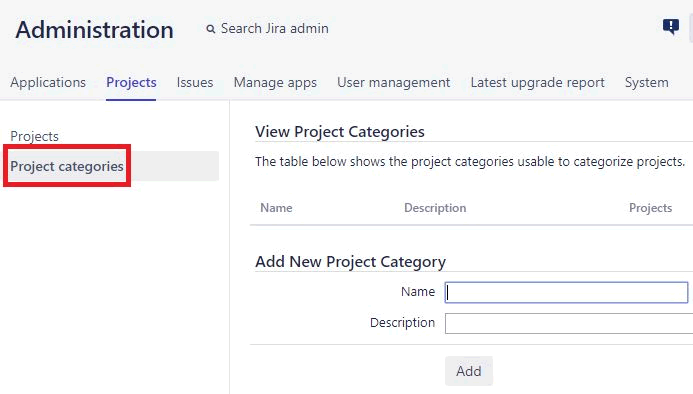 Administration Search Jira admin
Applications Projects Issues Manage apps User management Latest upgrade report System
Projects
Project categories
View Project Categories
The table below shows the project categories usable to categorize projects.
Name Description Projects
Add New Project Category
Name
Description
Add